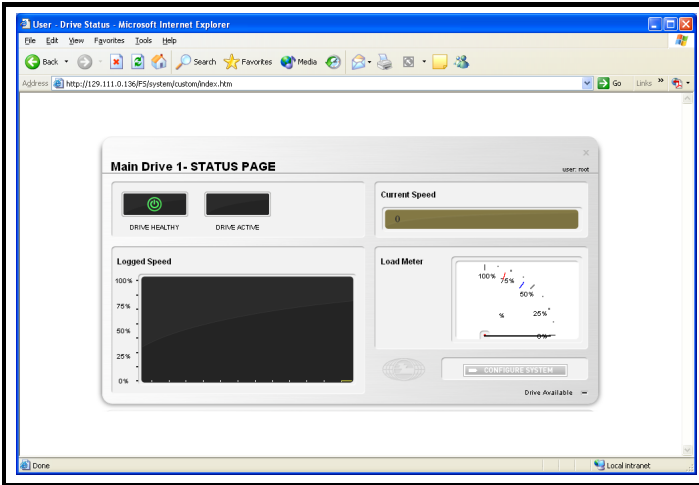 User - Drive Status - Microsoft Internet Explorer
File Edit View Favorites Tools Help
Back Search Favorites Media
Address http://129.111.0.136/FS/system/custom/index.htm Go Links »
Main Drive 1- STATUS PAGE
user: root
DRIVE HEALTHY DRIVE ACTIVE
Current Speed
0
Logged Speed
100%
75%
50%
25%
0%
Load Meter
100% 75%
50%
% 25%
0%
CONFIGURE SYSTEM
Drive Available
Done Local intranet